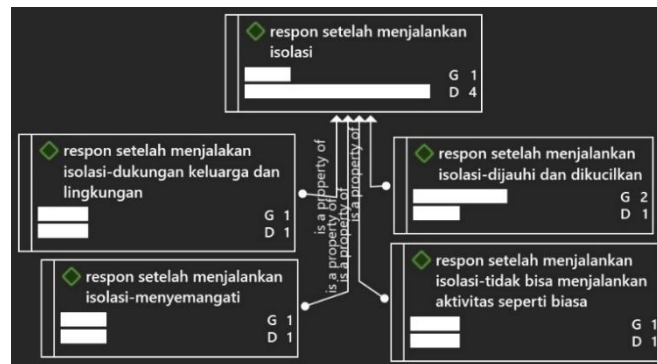 respon setelah menjalankan
isolasi
G 1
D 4
respon setelah menjalakan
isolasi-dukungan keluarga dan
lingkungan
G 1
D 1
respon setelah menjalankan
isolasi-dijauhi dan dikucilkan
G 2
D 1
is a property of
is a property of
is a property of
is a property of
respon setelah menjalankan
isolasi-menyemangati
G 1
D 1
respon setelah menjalankan
isolasi-tidak bisa menjalankan
aktivitas seperti biasa
G 1
D 1